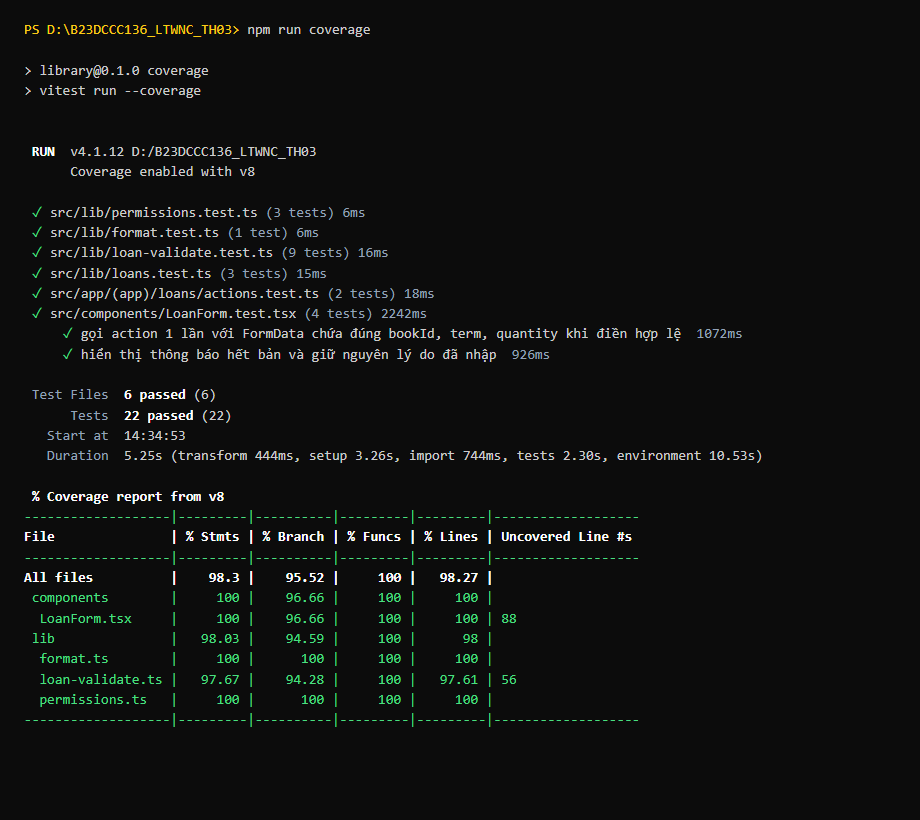 PS D:\B23DCCC136_LTWNC_TH03> npm run coverage
> library@0.1.0 coverage
> vitest run --coverage
RUN  v4.1.12 D:/B23DCCC136_LTWNC_TH03
Coverage enabled with v8
✓ src/lib/permissions.test.ts (3 tests) 6ms
✓ src/lib/format.test.ts (1 test) 6ms
✓ src/lib/loan-validate.test.ts (9 tests) 16ms
✓ src/lib/loans.test.ts (3 tests) 15ms
✓ src/app/(app)/loans/actions.test.ts (2 tests) 18ms
✓ src/components/LoanForm.test.tsx (4 tests) 2242ms
✓ gọi action 1 lần với FormData chứa đúng bookId, term, quantity khi điền hợp lệ  1072ms
✓ hiển thị thông báo hết bản và giữ nguyên lý do đã nhập  926ms
Test Files  6 passed (6)
Tests  22 passed (22)
Start at  14:34:53
Duration  5.25s (transform 444ms, setup 3.26s, import 744ms, tests 2.30s, environment 10.53s)
% Coverage report from v8
-------------------|---------|----------|---------|---------|-------------------
File               | % Stmts | % Branch | % Funcs | % Lines | Uncovered Line #s
-------------------|---------|----------|---------|---------|-------------------
All files          |    98.3 |    95.52 |     100 |   98.27 |
components        |     100 |    96.66 |     100 |     100 |
LoanForm.tsx     |     100 |    96.66 |     100 |     100 | 88
lib               |   98.03 |    94.59 |     100 |      98 |
format.ts        |     100 |      100 |     100 |     100 |
loan-validate.ts |   97.67 |    94.28 |     100 |   97.61 | 56
permissions.ts   |     100 |      100 |     100 |     100 |
-------------------|---------|----------|---------|---------|-------------------